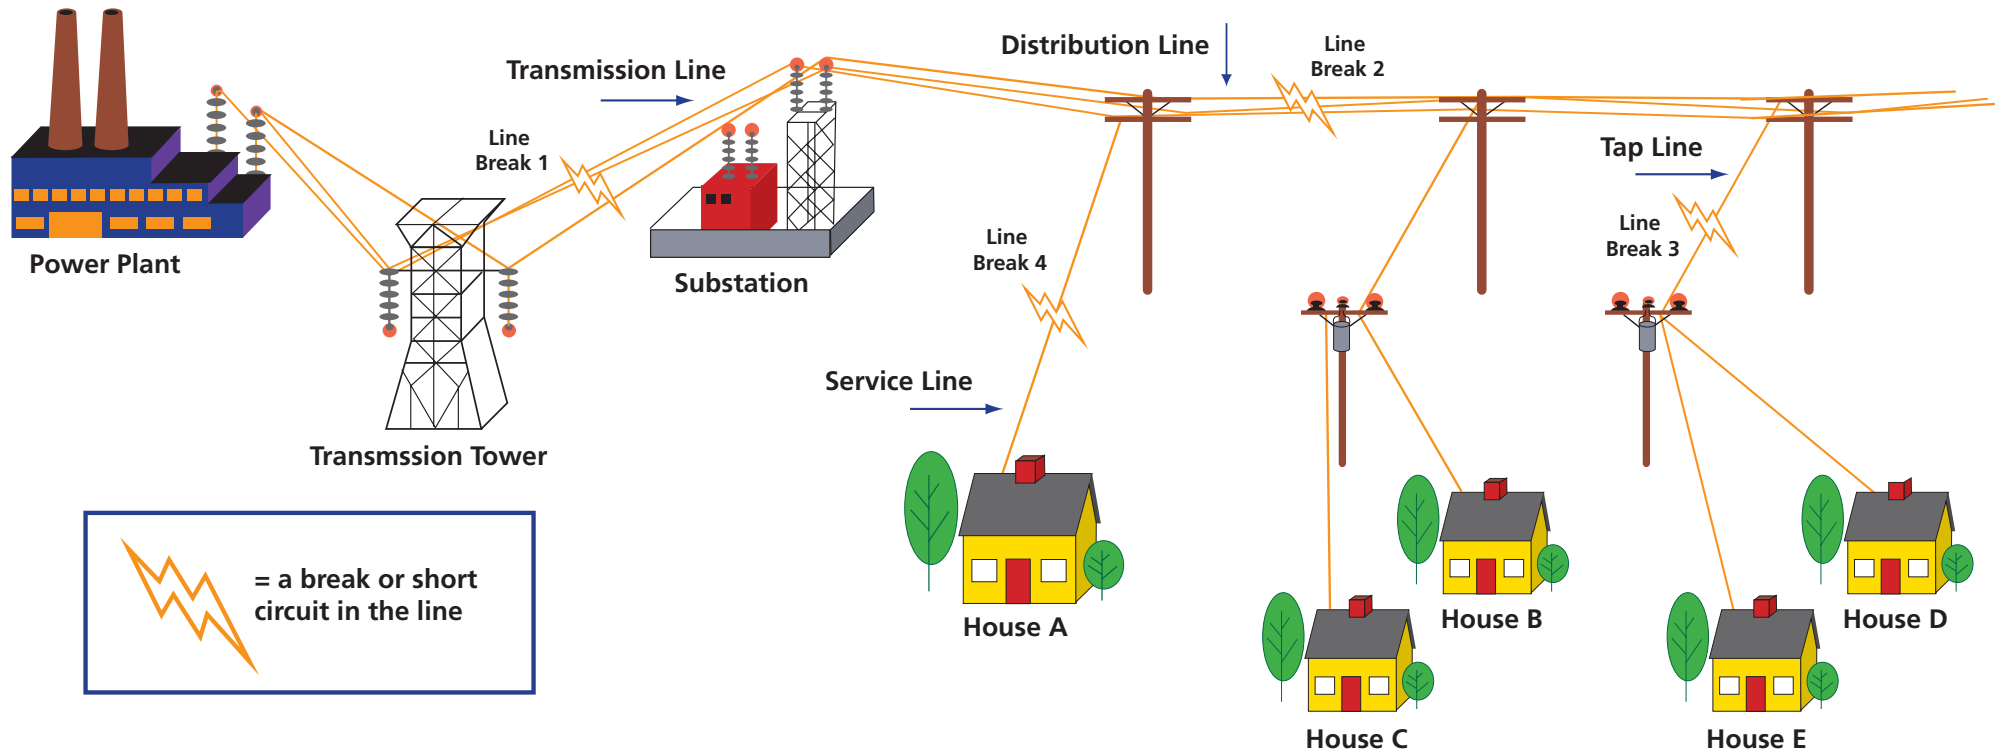 Distribution Line
Line
Break 2
Transmission Line
Line
Break 1
Tap Line
Line
Break 3
Line
Break 4
Power Plant
Substation
Service Line
Transmssion Tower
= a break or short
circuit in the line
House A
House B
House D
House C
House E